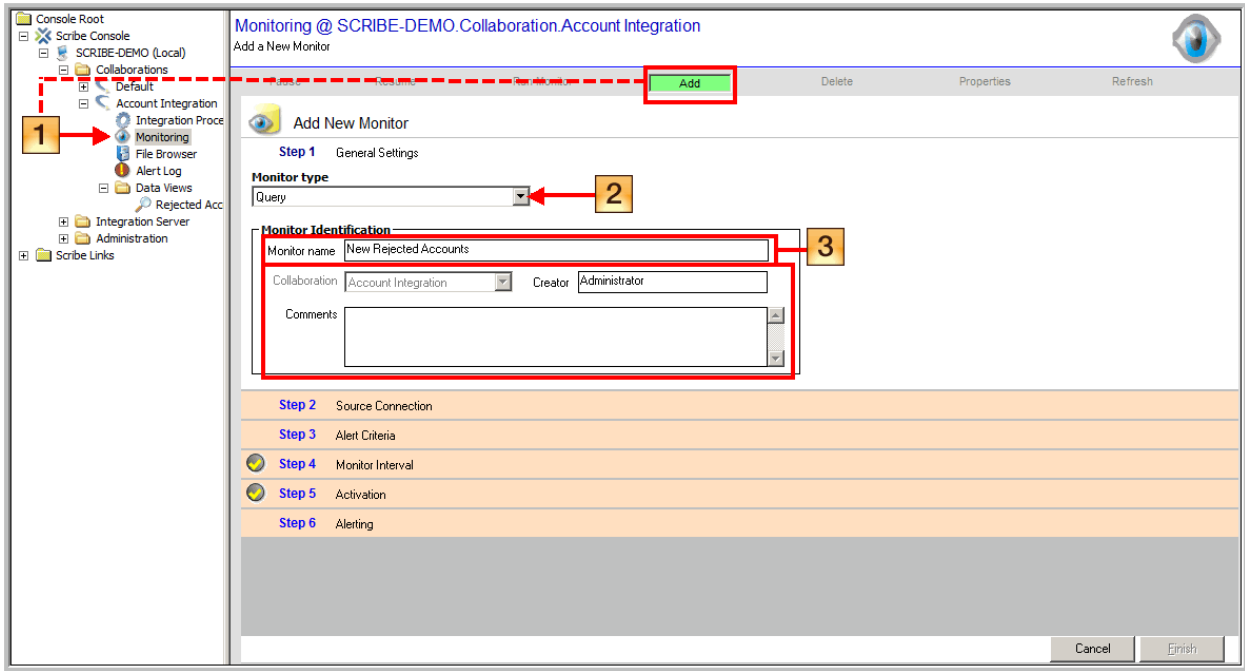 Console Root
Scribe Console
SCRIBE-DEMO (Local)
Collaborations
Default
Account Integration
Integration Proce
Monitoring
File Browser
Alert Log
Data Views
Rejected Acc
Integration Server
Administration
Scribe Links
1
Monitoring @ SCRIBE-DEMO.Collaboration.Account Integration
Add a New Monitor
Pause Resume Run Monitor Add Delete Properties Refresh
Add New Monitor
Step 1 General Settings
Monitor type
Query
2
Monitor Identification
Monitor name New Rejected Accounts
3
Collaboration Account Integration Creator Administrator
Comments
Step 2 Source Connection
Step 3 Alert Criteria
Step 4 Monitor Interval
Step 5 Activation
Step 6 Alerting
Cancel Finish